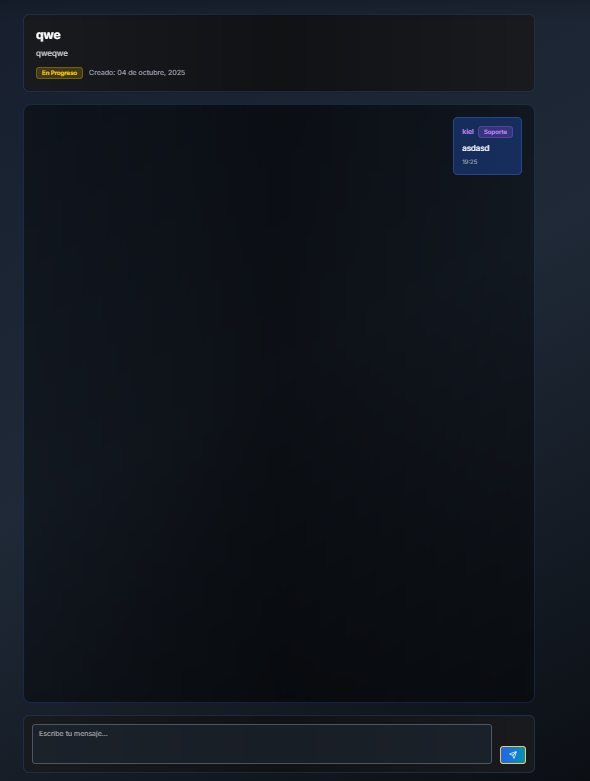 qwe
qweqwe
En Progreso Creado: 04 de octubre, 2025
kiel Soporte
asdasd
19:25
Escribe tu mensaje...